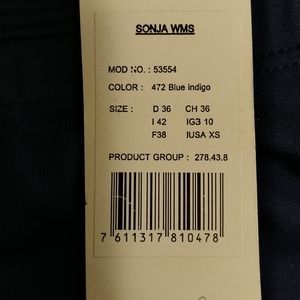 SONJA WMS
MOD NO. : 53554
COLOR : 472 Blue indigo
SIZE : D 36 CH 36
I 42 IG3 10
F38 IUSA XS
PRODUCT GROUP : 278.43.8
7 611317 810478